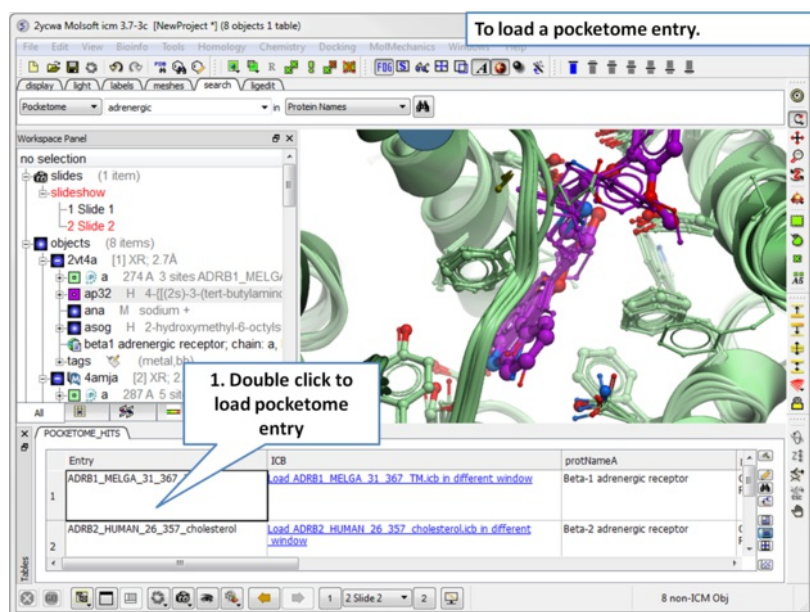 2ycwa Molsoft icm 3.7-3c [NewProject *] (8 objects 1 table)
To load a pocketome entry.
File Edit View Bioinfo Tools Homology Chemistry Docking MolMechanics Windows Help
display light labels meshes search ligedit
Pocketome adrenergic in Protein Names
Workspace Panel
no selection
slides (1 item)
slideshow
1 Slide 1
2 Slide 2
objects (8 items)
2vt4a [1] XR; 2.7Å
a 274 A 3 sites ADRB1_MELGA
ap32 H 4-{[(2s)-3-(tert-butylamino
ana M sodium +
asog H 2-hydroxymethyl-6-octyls
beta1 adrenergic receptor; chain: a,
tags (metal,bb)
4amja [2] XR; 2.
a 287 A 5 sit
All
1. Double click to
load pocketome
entry
POCKETOME_HITS
Entry ICB protNameA
1 ADRB1_MELGA_31_367 Load ADRB1_MELGA_31_367_TM.icb in different window Beta-1 adrenergic receptor
2 ADRB2_HUMAN_26_357_cholesterol Load ADRB2_HUMAN_26_357_cholesterol.icb in different
window Beta-2 adrenergic receptor
Tables
1 2 Slide 2 2 8 non-ICM Obj